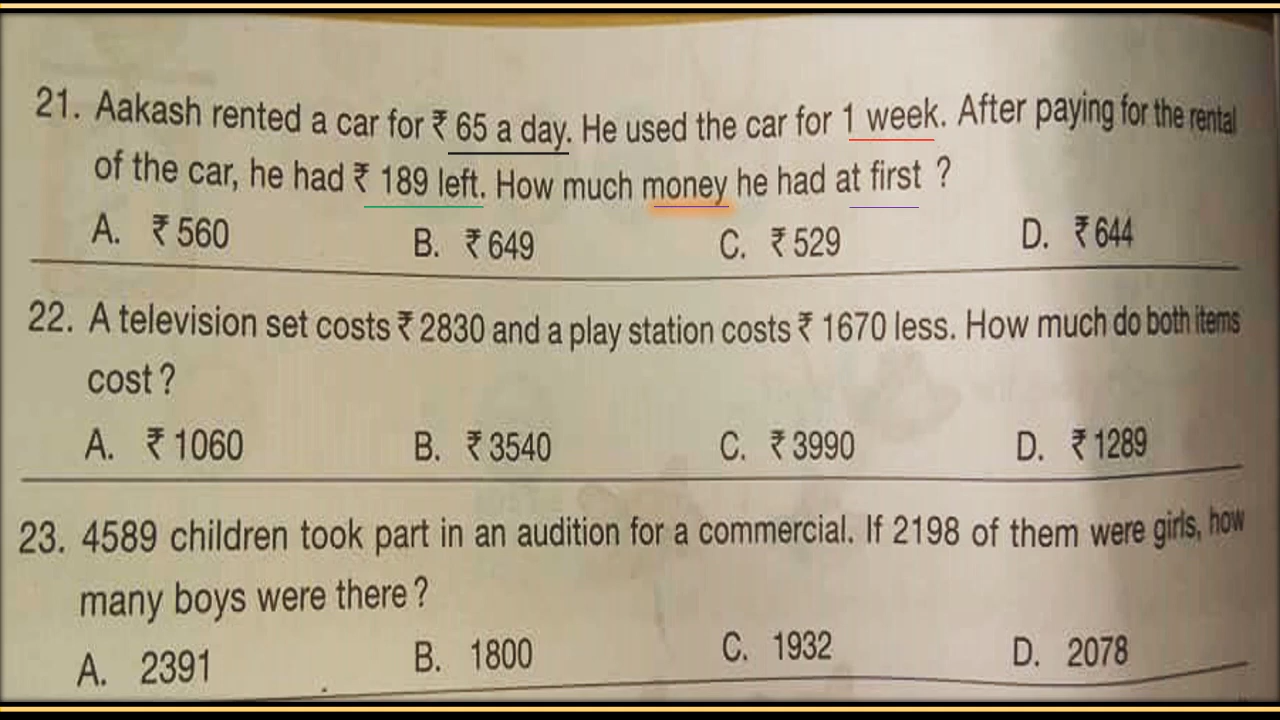 21. Aakash rented a car for ₹ 65 a day. He used the car for 1 week. After paying for the rental
of the car, he had ₹ 189 left. How much money he had at first ?
A. ₹ 560 B. ₹ 649 C. ₹ 529 D. ₹ 644
22. A television set costs ₹ 2830 and a play station costs ₹ 1670 less. How much do both items
cost ?
A. ₹ 1060 B. ₹ 3540 C. ₹ 3990 D. ₹ 1289
23. 4589 children took part in an audition for a commercial. If 2198 of them were girls, how
many boys were there ?
A. 2391 B. 1800 C. 1932 D. 2078